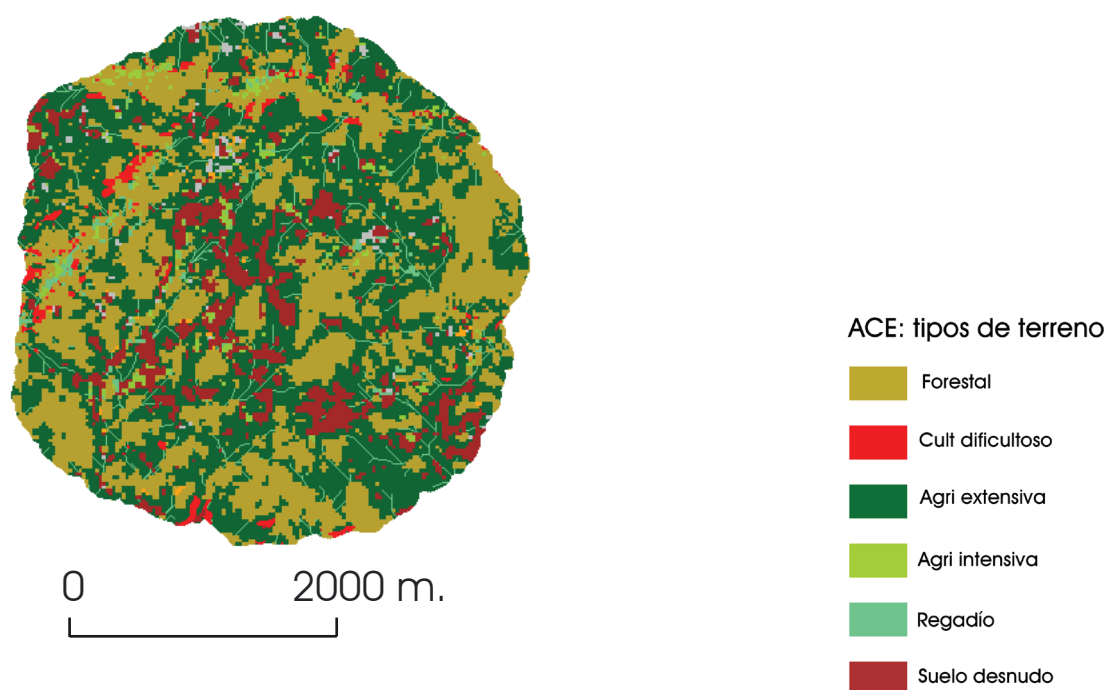 0 2000 m.
ACE: tipos de terreno
Forestal
Cult dificultoso
Agri extensiva
Agri intensiva
Regadío
Suelo desnudo